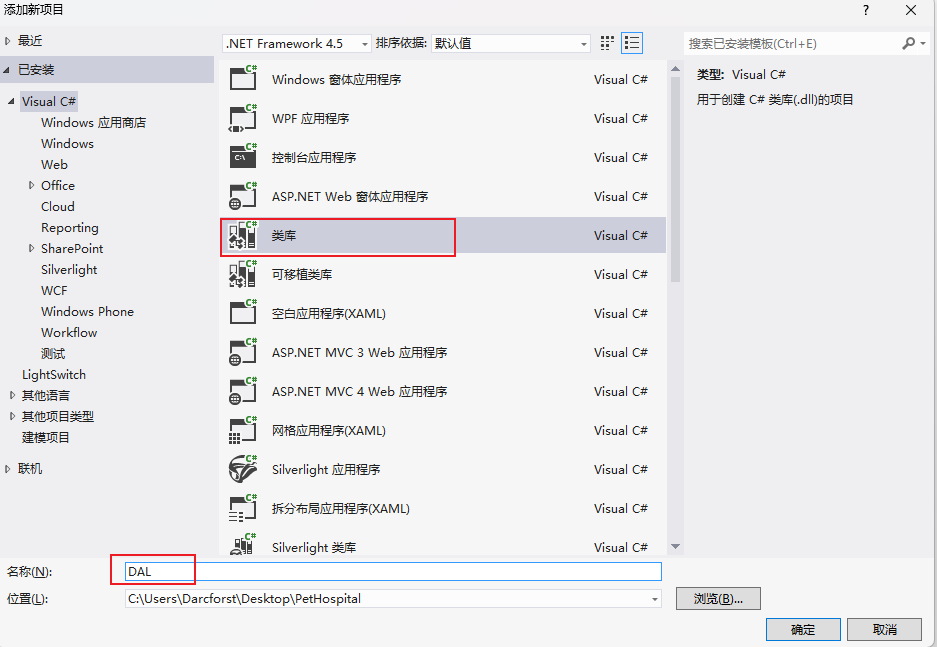 添加新项目
? 
最近
.NET Framework 4.5 排序依据: 默认值
搜索已安装模板(Ctrl+E)
已安装
Visual C#
Windows 应用商店
Windows
Web
Office
Cloud
Reporting
SharePoint
Silverlight
WCF
Windows Phone
Workflow
测试
LightSwitch
其他语言
其他项目类型
建模项目
联机
C# Windows 窗体应用程序 Visual C#
C# WPF 应用程序 Visual C#
C# C:\ 控制台应用程序 Visual C#
C# ASP.NET Web 窗体应用程序 Visual C#
C# 类库 Visual C#
C# 可移植类库 Visual C#
C# 空白应用程序(XAML) Visual C#
C# ASP.NET MVC 3 Web 应用程序 Visual C#
C# ASP.NET MVC 4 Web 应用程序 Visual C#
C# 网格应用程序(XAML) Visual C#
C# Silverlight 应用程序 Visual C#
C# 拆分布局应用程序(XAML) Visual C#
C# Silverlight 类库 Visual C#
类型: Visual C#
用于创建 C# 类库(.dll)的项目
名称(N): DAL
位置(L): C:\Users\Darcforst\Desktop\PetHospital 浏览(B)...
确定 取消